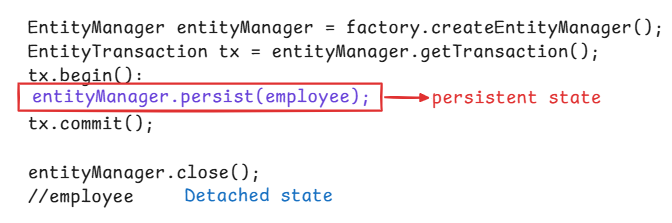 EntityManager entityManager = factory.createEntityManager();
EntityTransaction tx = entityManager.getTransaction();
tx.begin():
entityManager.persist(employee); persistent state
tx.commit();
entityManager.close();
//employee Detached state